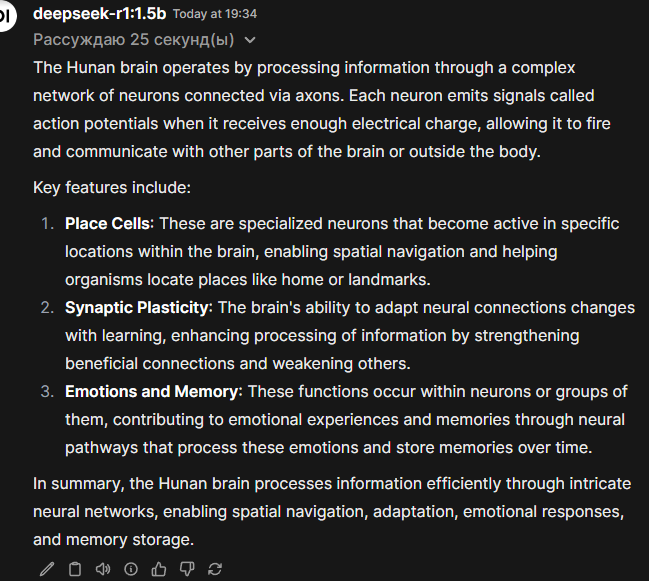 deepseek-r1:1.5b Today at 19:34
Рассуждаю 25 секунд(ы)
The Hunan brain operates by processing information through a complex
network of neurons connected via axons. Each neuron emits signals called
action potentials when it receives enough electrical charge, allowing it to fire
and communicate with other parts of the brain or outside the body.
Key features include:
1. Place Cells: These are specialized neurons that become active in specific
locations within the brain, enabling spatial navigation and helping
organisms locate places like home or landmarks.
2. Synaptic Plasticity: The brain's ability to adapt neural connections changes
with learning, enhancing processing of information by strengthening
beneficial connections and weakening others.
3. Emotions and Memory: These functions occur within neurons or groups of
them, contributing to emotional experiences and memories through neural
pathways that process these emotions and store memories over time.
In summary, the Hunan brain processes information efficiently through intricate
neural networks, enabling spatial navigation, adaptation, emotional responses,
and memory storage.